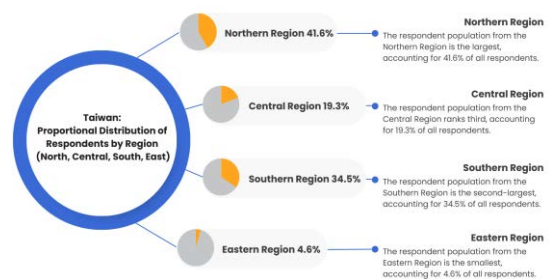 Taiwan:
Proportional Distribution of
Respondents by Region
(North, Central, South, East)
Northern Region 41.6%
Northern Region
The respondent population from the
Northern Region is the largest,
accounting for 41.6% of all respondents.
Central Region 19.3%
Central Region
The respondent population from the
Central Region ranks third, accounting
for 19.3% of all respondents.
Southern Region 34.5%
Southern Region
The respondent population from the
Southern Region is the second-largest,
accounting for 34.5% of all respondents.
Eastern Region 4.6%
Eastern Region
The respondent population from the
Eastern Region is the smallest,
accounting for 4.6% of all respondents.